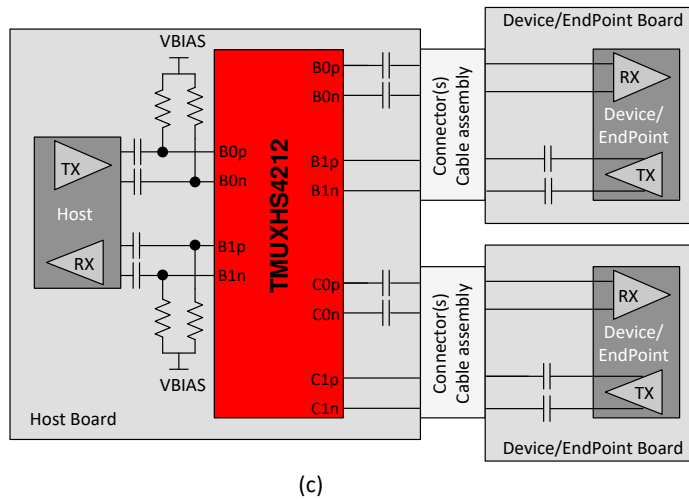 Device/EndPoint Board
VBIAS
B0p
B0n
B0p
B0n
TX
Host
RX
B1p
B1n
B1p
B1n
VBIAS
TMUXHS4212
C0p
C0n
C1p
C1n
Host Board
Connector(s)
Cable assembly
RX
Device/
EndPoint
TX
Device/EndPoint Board
Connector(s)
Cable assembly
RX
Device/
EndPoint
TX
(c)